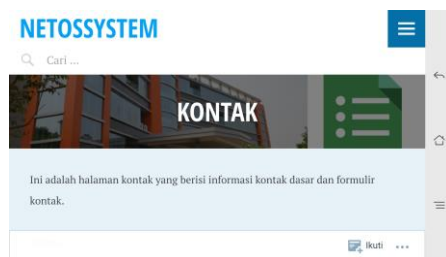 NETOSSYSTEM
Cari ...
KONTAK
Ini adalah halaman kontak yang berisi informasi kontak dasar dan formulir
kontak.
Ikuti